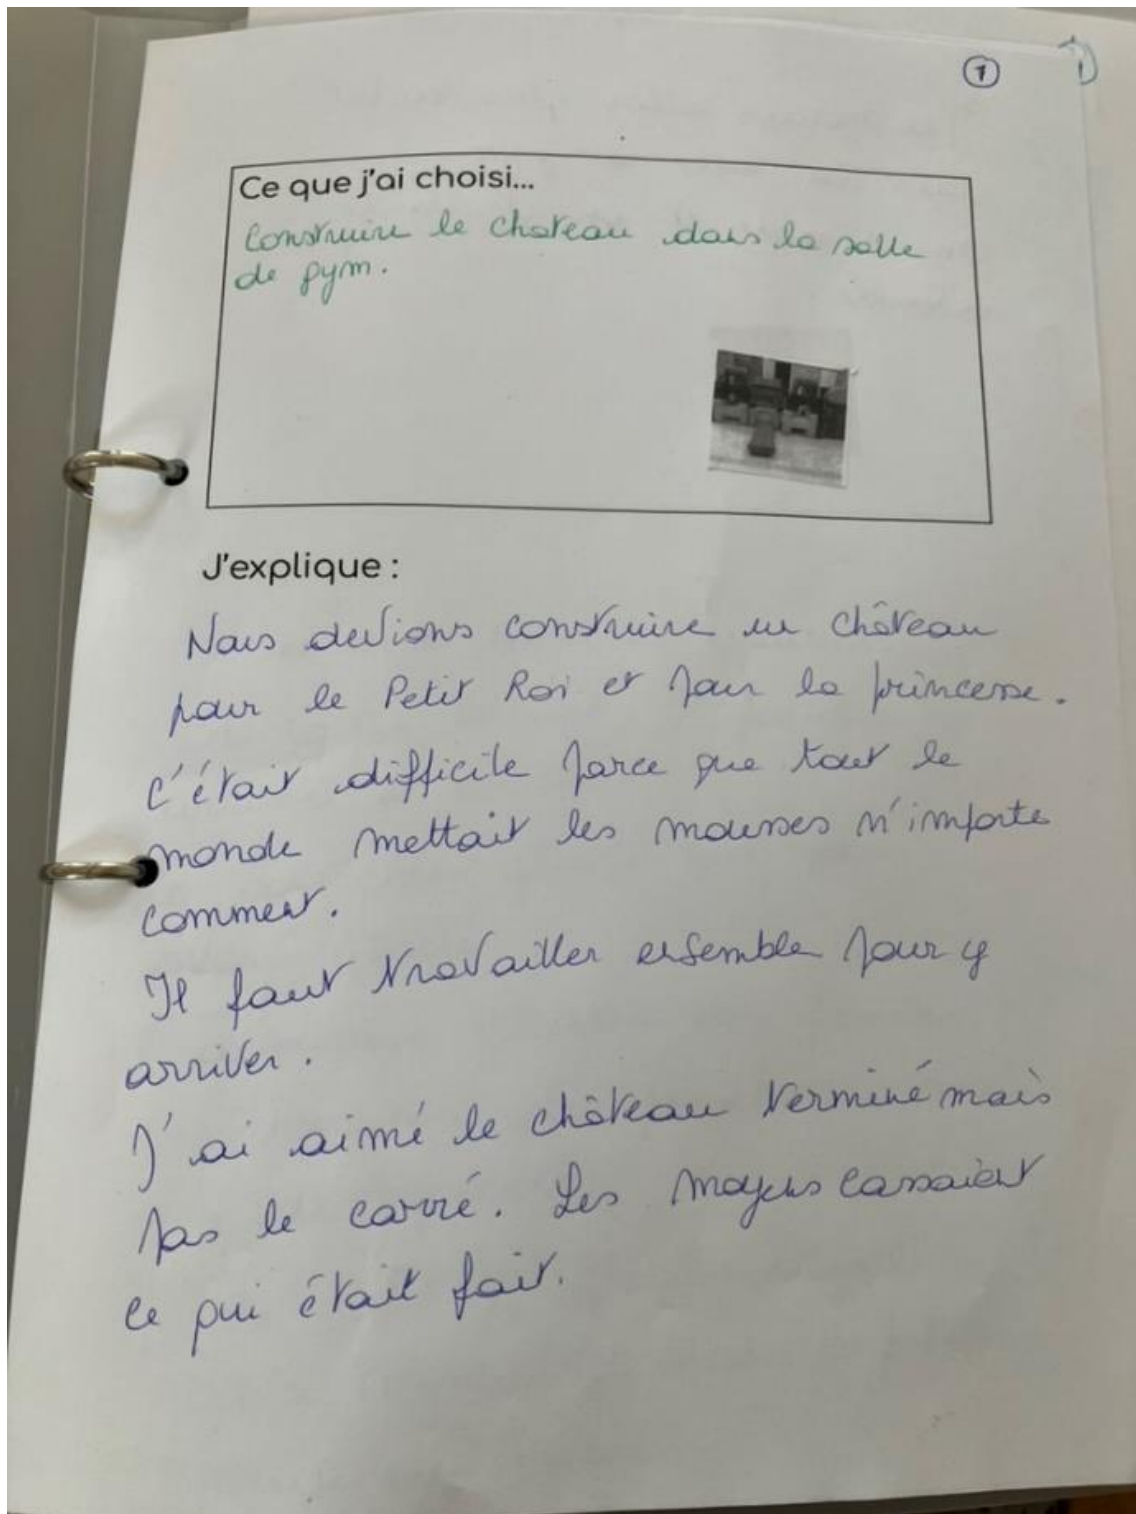 1
Ce que j'ai choisi...
Construire le chateau dans la salle
de gym.
J'explique :
Nous devions construire un château
pour le Petit Roi et pour la princesse.
C'était difficile parce que tout le
monde mettait les mousses n'importe
comment.
Il faut travailler ensemble pour y
arriver.
J'ai aimé le château terminé mais
pas le carré. Les moyens cassaient
ce qui était fait.